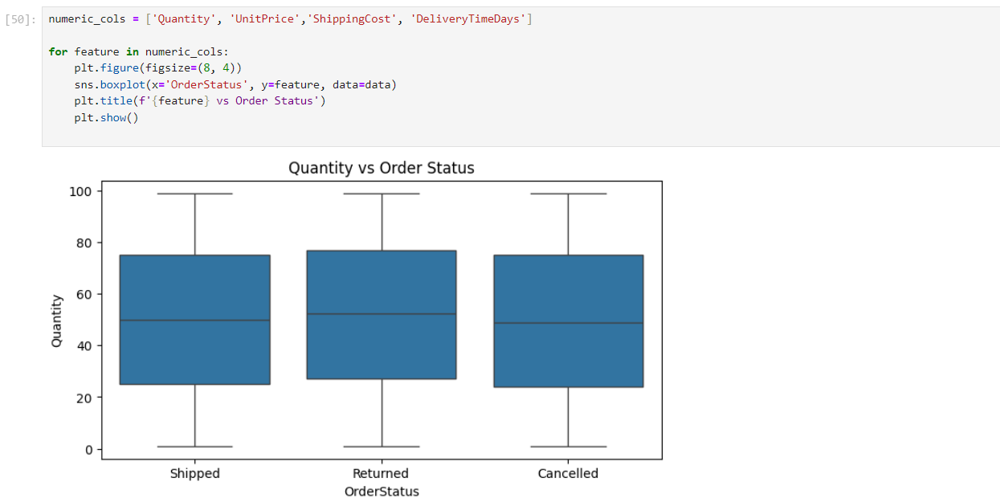 [50]:
numeric_cols = ['Quantity', 'UnitPrice','ShippingCost', 'DeliveryTimeDays']
for feature in numeric_cols:
    plt.figure(figsize=(8, 4))
    sns.boxplot(x='OrderStatus', y=feature, data=data)
    plt.title(f'{feature} vs Order Status')
    plt.show()
Quantity vs Order Status
100
80
60
40
20
0
Quantity
Shipped
Returned
Cancelled
OrderStatus